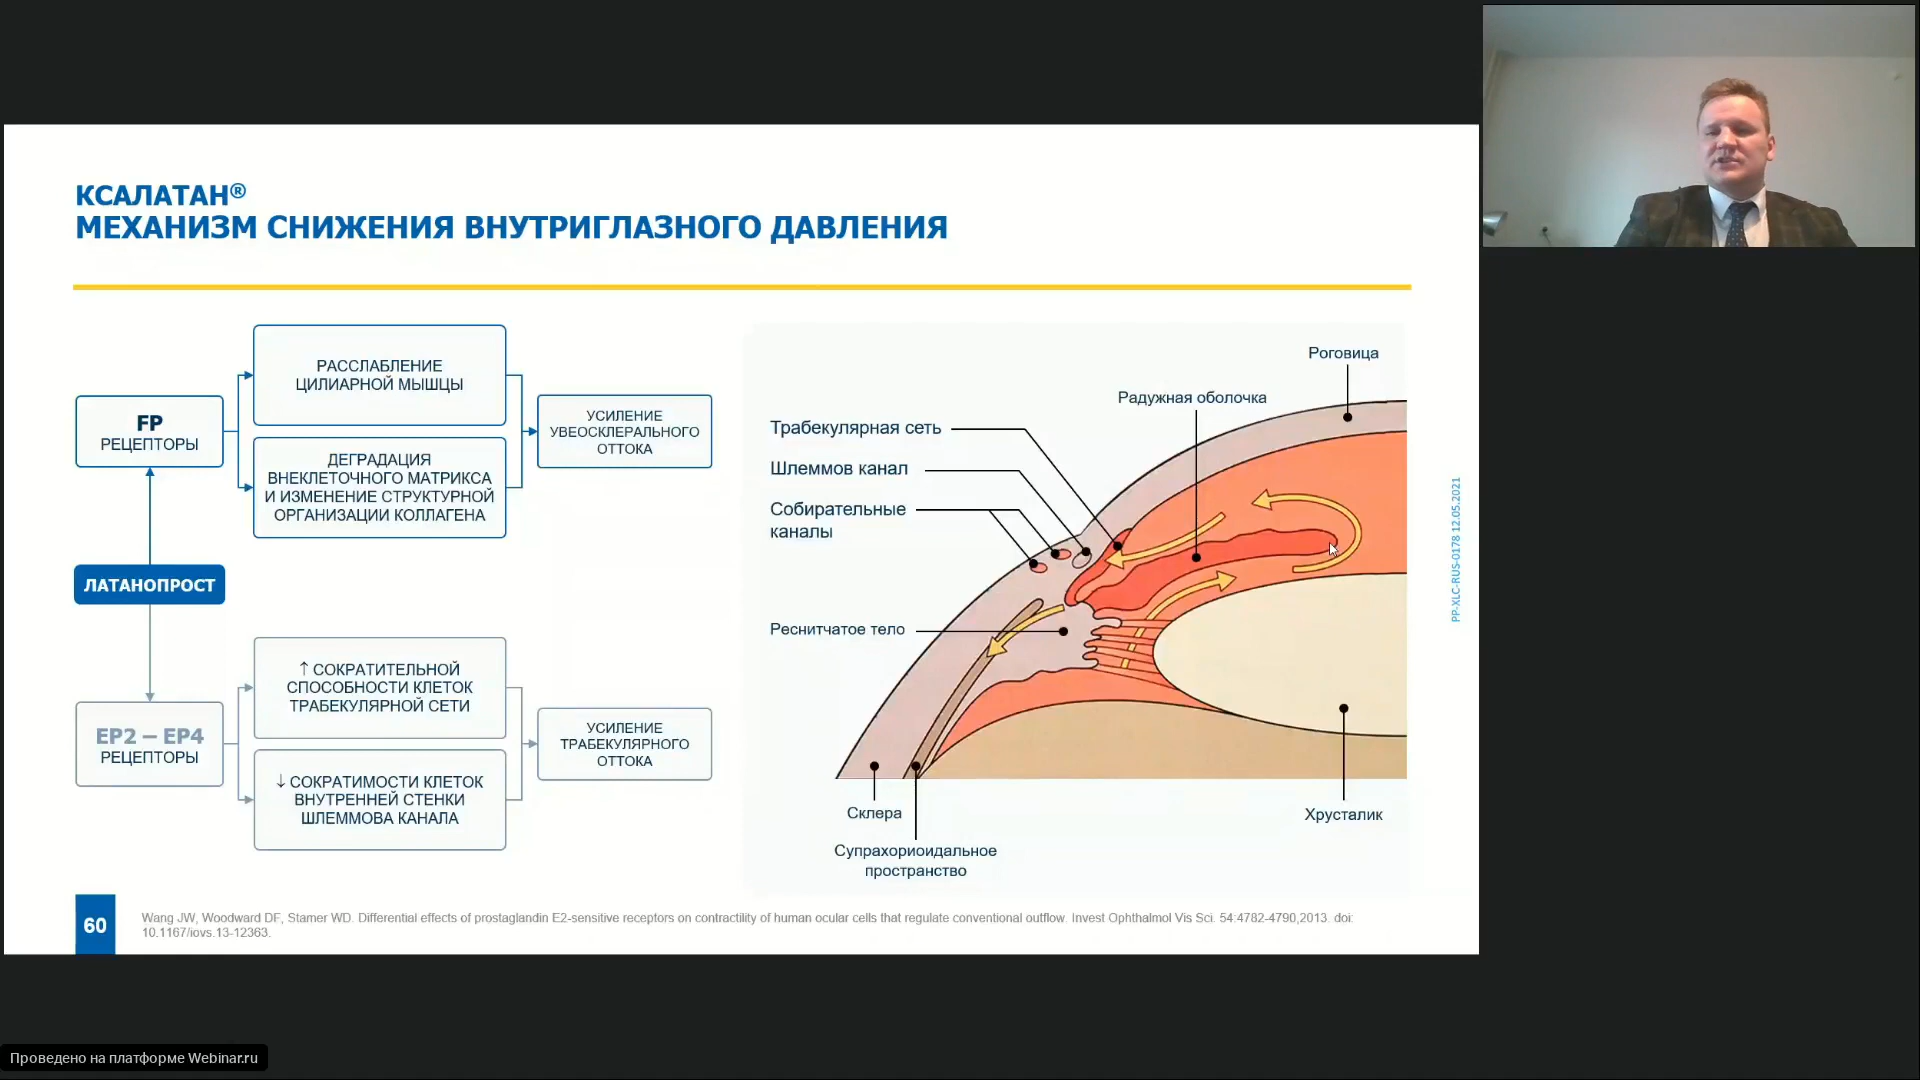 КСАЛАТАН®
МЕХАНИЗМ СНИЖЕНИЯ ВНУТРИГЛАЗНОГО ДАВЛЕНИЯ
FP
РЕЦЕПТОРЫ
РАССЛАБЛЕНИЕ
ЦИЛИАРНОЙ МЫШЦЫ
ДЕГРАДАЦИЯ
ВНЕКЛЕТОЧНОГО МАТРИКСА
И ИЗМЕНЕНИЕ СТРУКТУРНОЙ
ОРГАНИЗАЦИИ КОЛЛАГЕНА
УСИЛЕНИЕ
УВЕОСКЛЕРАЛЬНОГО
ОТТОКА
ЛАТАНОПРОСТ
EP2 – EP4
РЕЦЕПТОРЫ
↑ СОКРАТИТЕЛЬНОЙ
СПОСОБНОСТИ КЛЕТОК
ТРАБЕКУЛЯРНОЙ СЕТИ
↓ СОКРАТИМОСТИ КЛЕТОК
ВНУТРЕННЕЙ СТЕНКИ
ШЛЕММОВА КАНАЛА
УСИЛЕНИЕ
ТРАБЕКУЛЯРНОГО
ОТТОКА
Роговица
Радужная оболочка
Трабекулярная сеть
Шлеммов канал
Собирательные
каналы
Реснитчатое тело
Склера
Супрахориоидальное
пространство
Хрусталик
PP-XLC-RUS-0178 12.05.2021
60
Wang JW, Woodward DF, Stamer WD. Differential effects of prostaglandin E2-sensitive receptors on contractility of human ocular cells that regulate conventional outflow. Invest Ophthalmol Vis Sci. 54:4782-4790,2013. doi:
10.1167/iovs.13-12363.
Проведено на платформе Webinar.ru